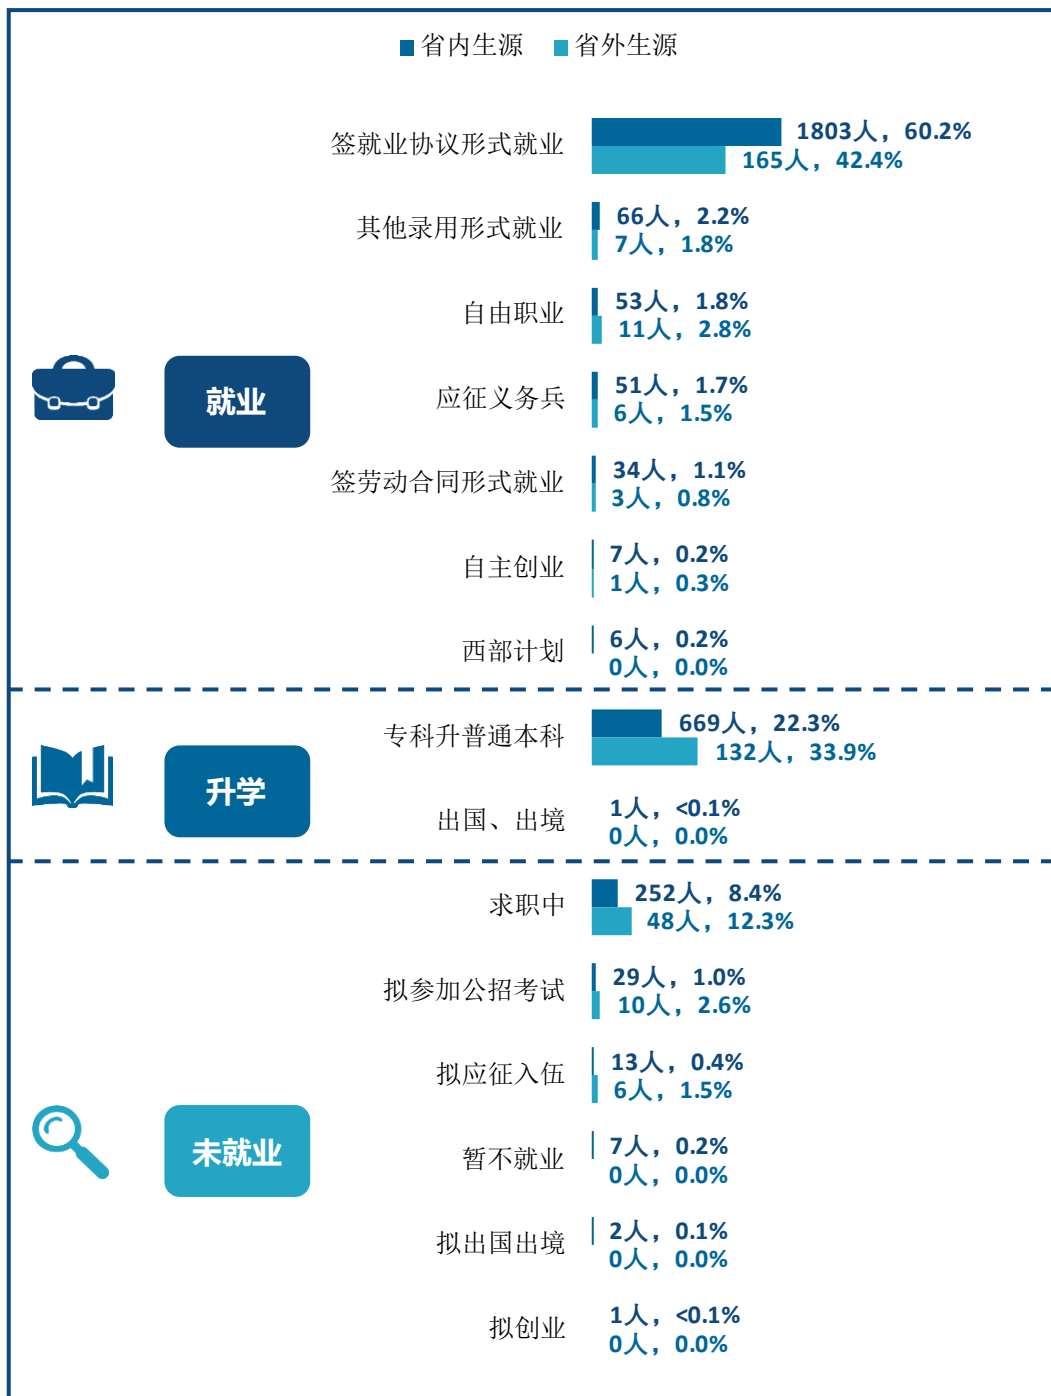 省内生源 省外生源
签就业协议形式就业
1803人，60.2%
165人，42.4%
其他录用形式就业
66人，2.2%
7人，1.8%
自由职业
53人，1.8%
11人，2.8%
就业
应征义务兵
51人，1.7%
6人，1.5%
签劳动合同形式就业
34人，1.1%
3人，0.8%
自主创业
7人，0.2%
1人，0.3%
西部计划
6人，0.2%
0人，0.0%
升学
专科升普通本科
669人，22.3%
132人，33.9%
出国、出境
1人，<0.1%
0人，0.0%
求职中
252人，8.4%
48人，12.3%
拟参加公招考试
29人，1.0%
10人，2.6%
拟应征入伍
13人，0.4%
6人，1.5%
未就业
暂不就业
7人，0.2%
0人，0.0%
拟出国出境
2人，0.1%
0人，0.0%
拟创业
1人，<0.1%
0人，0.0%